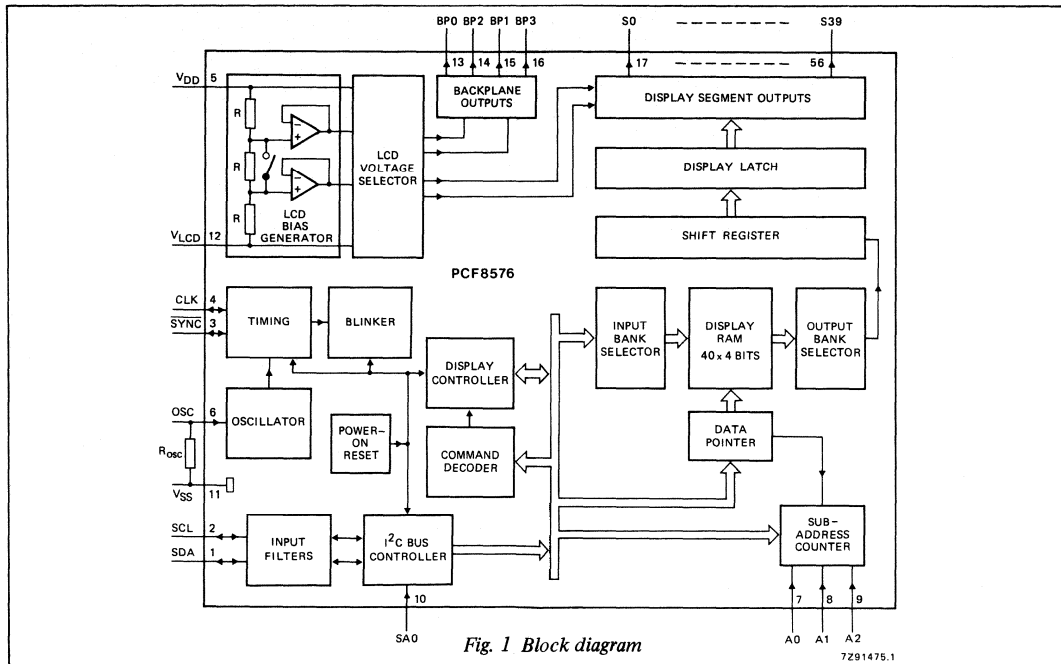 BP0 BP2 BP1 BP3
S0 S39
13 14 15 16
17 56
VDD 5
BACKPLANE
OUTPUTS
DISPLAY SEGMENT OUTPUTS
R
R
R
LCD
VOLTAGE
SELECTOR
DISPLAY LATCH
LCD
BIAS
GENERATOR
VLCD 12
SHIFT REGISTER
PCF8576
CLK 4
SYNC 3
TIMING
BLINKER
DISPLAY
CONTROLLER
INPUT
BANK
SELECTOR
DISPLAY
RAM
40 x 4 BITS
OUTPUT
BANK
SELECTOR
OSC 6
OSCILLATOR
ROSC
VSS 11
POWER-
ON
RESET
COMMAND
DECODER
DATA
POINTER
SCL 2
SDA 1
INPUT
FILTERS
I²C BUS
CONTROLLER
SUB-
ADDRESS
COUNTER
10
SA0
7 8 9
A0 A1 A2
Fig. 1 Block diagram
7Z91475.1